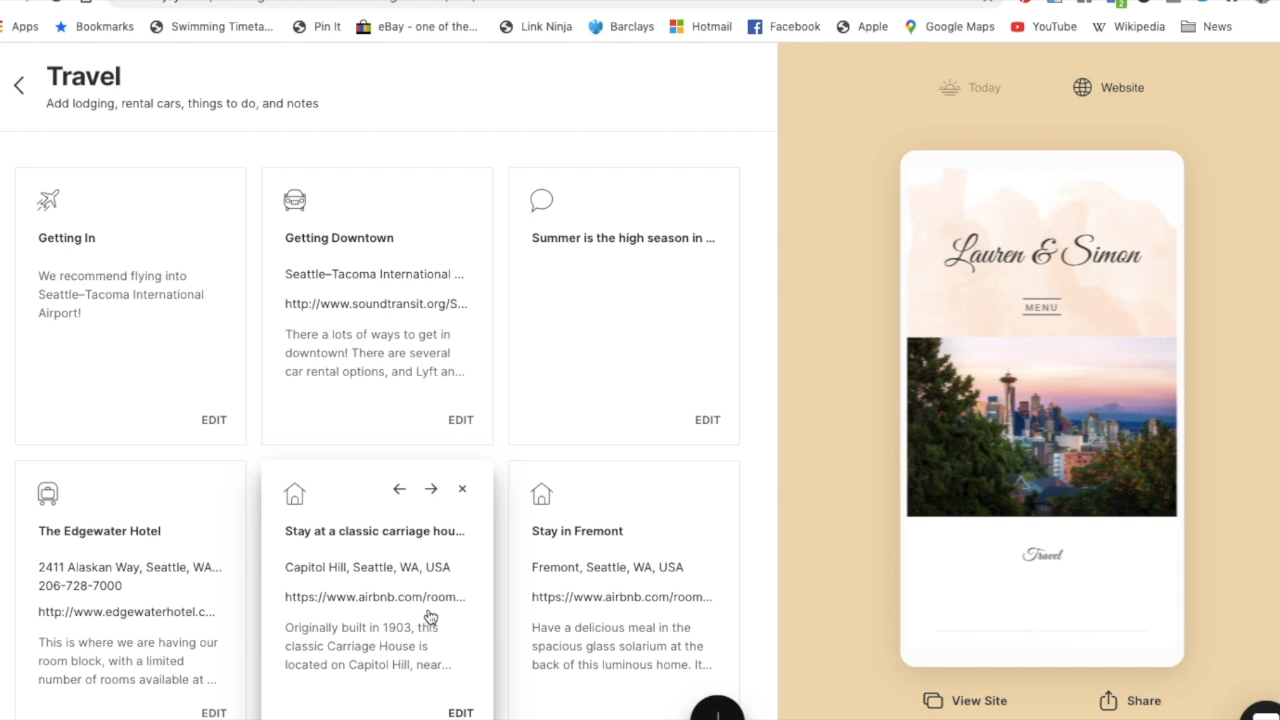 Apps
Bookmarks
Swimming Timeta...
Pin It
eBay - one of the...
Link Ninja
Barclays
Hotmail
Facebook
Apple
Google Maps
YouTube
Wikipedia
News
Travel
Add lodging, rental cars, things to do, and notes
Getting In
We recommend flying into
Seattle–Tacoma International
Airport!
EDIT
Getting Downtown
Seattle–Tacoma International ...
http://www.soundtransit.org/S...
There a lots of ways to get in
downtown! There are several
car rental options, and Lyft an...
EDIT
Summer is the high season in ...
EDIT
The Edgewater Hotel
2411 Alaskan Way, Seattle, WA...
206-728-7000
http://www.edgewaterhotel.c...
This is where we are having our
room block, with a limited
number of rooms available at ...
EDIT
Stay at a classic carriage hou...
Capitol Hill, Seattle, WA, USA
https://www.airbnb.com/room...
Originally built in 1903, this
classic Carriage House is
located on Capitol Hill, near...
EDIT
Stay in Fremont
Fremont, Seattle, WA, USA
https://www.airbnb.com/room...
Have a delicious meal in the
spacious glass solarium at the
back of this luminous home. It...
Today
Website
Lauren & Simon
MENU
Travel
View Site
Share